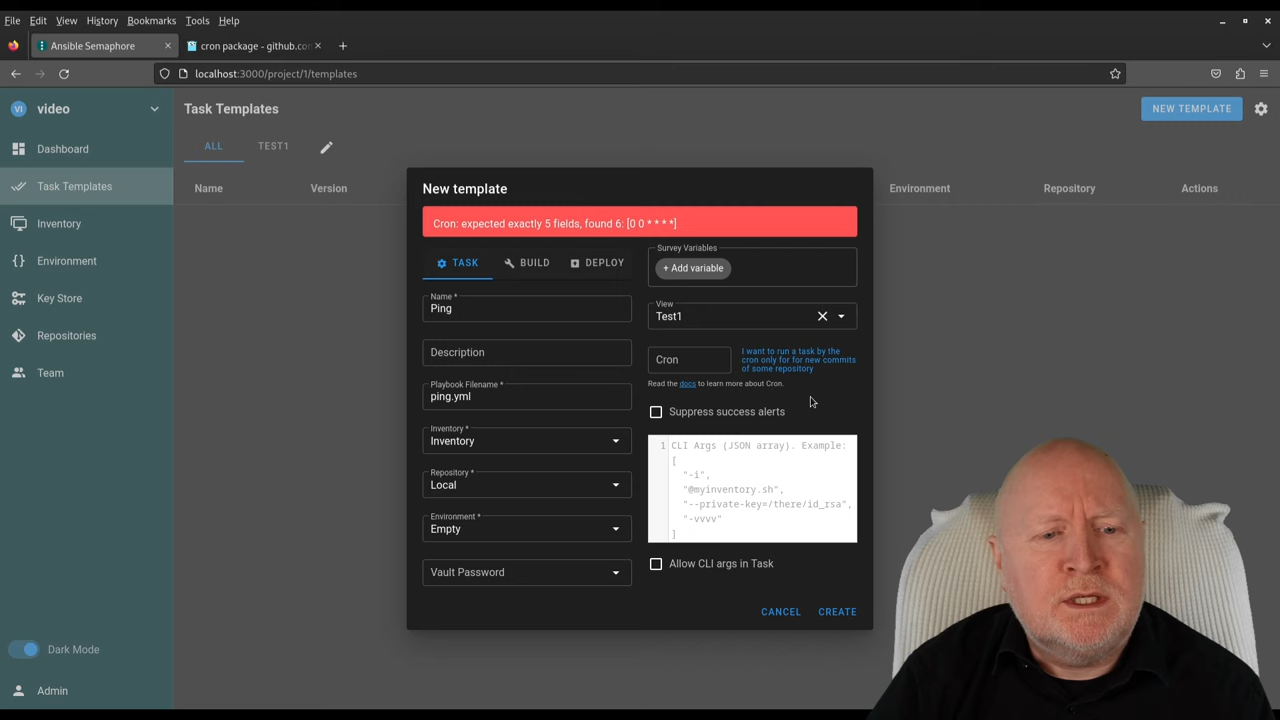 File Edit View History Bookmarks Tools Help
Ansible Semaphore
cron package - github.co
localhost:3000/project/1/templates
VI video
Task Templates
NEW TEMPLATE
ALL TEST1
Name Version Environment Repository Actions
Dashboard
Task Templates
Inventory
Environment
Key Store
Repositories
Team
Dark Mode
Admin
New template
Cron: expected exactly 5 fields, found 6: [0 0 * * * *]
TASK BUILD DEPLOY
Name *
Ping
Description
Playbook Filename *
ping.yml
Inventory *
Inventory
Repository *
Local
Environment *
Empty
Vault Password
Survey Variables
+ Add variable
View
Test1
Cron
I want to run a task by the
cron only for for new commits
of some repository
Read the docs to learn more about Cron.
Suppress success alerts
1 CLI Args (JSON array). Example:
[
"-i",
"@myinventory.sh",
"--private-key=/there/id_rsa",
"-vvvv"
]
Allow CLI args in Task
CANCEL CREATE